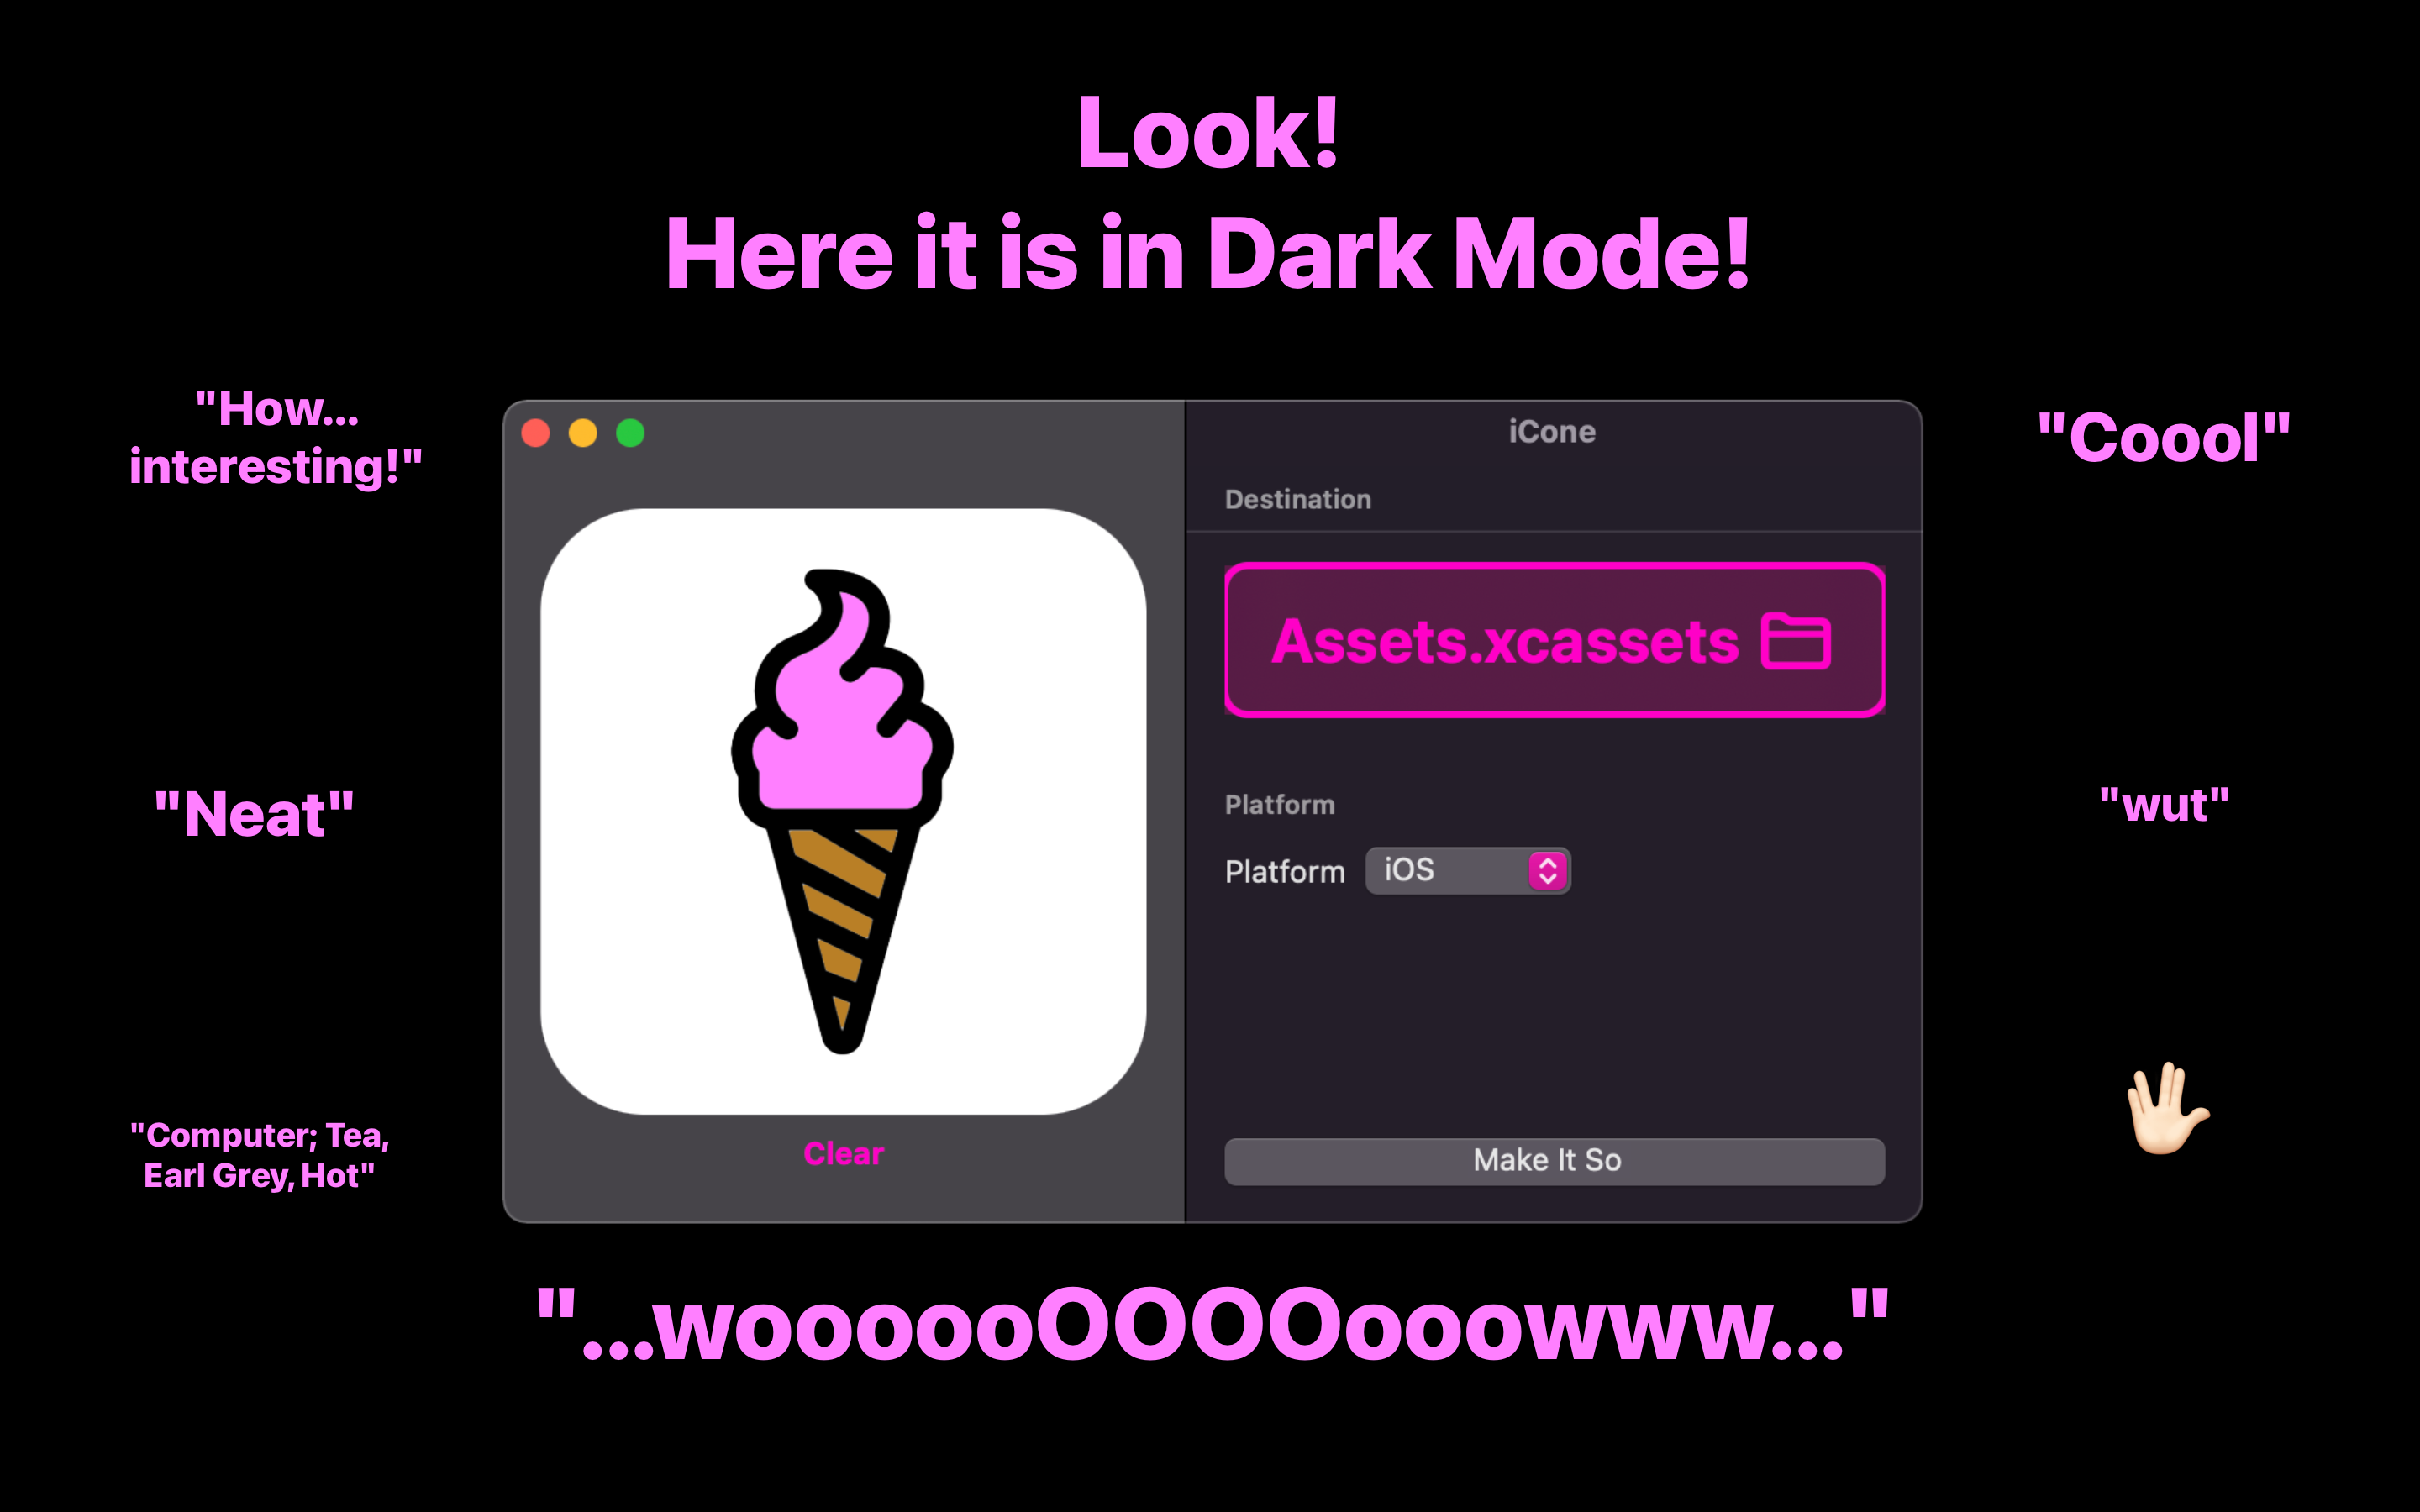 Look!
Here it is in Dark Mode!
"How...
interesting!"
"Coool"
iCone
Destination
Assets.xcassets
"Neat"
"wut"
Platform
Platform iOS
"Computer; Tea,
Earl Grey, Hot"
Clear
Make It So
"...woooooOOOOooowww..."